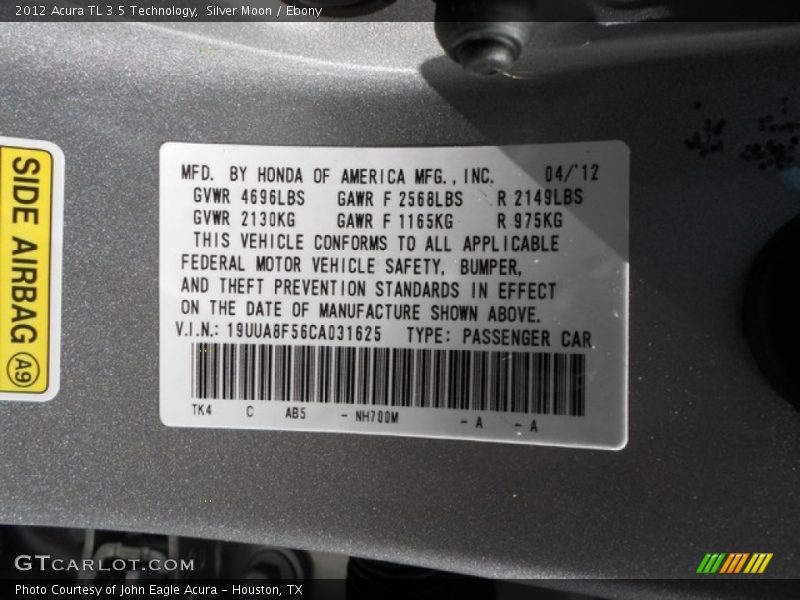 2012 Acura TL 3.5 Technology, Silver Moon / Ebony
SIDE AIRBAG A9
MFD. BY HONDA OF AMERICA MFG., INC. 04/'12
GVWR 4696LBS GAWR F 2568LBS R 2149LBS
GVWR 2130KG GAWR F 1165KG R 975KG
THIS VEHICLE CONFORMS TO ALL APPLICABLE
FEDERAL MOTOR VEHICLE SAFETY, BUMPER,
AND THEFT PREVENTION STANDARDS IN EFFECT
ON THE DATE OF MANUFACTURE SHOWN ABOVE.
V.I.N.: 19UUA8F56CA031625 TYPE: PASSENGER CAR
TK4 C AB5 - NH700M - A - A
GTCARLOT.COM
Photo Courtesy of John Eagle Acura - Houston, TX